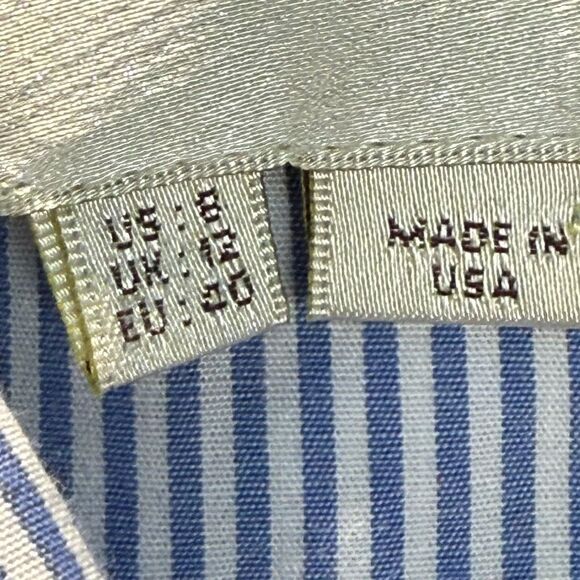 US : 8
UK : 12
EU : 40
MADE IN
USA